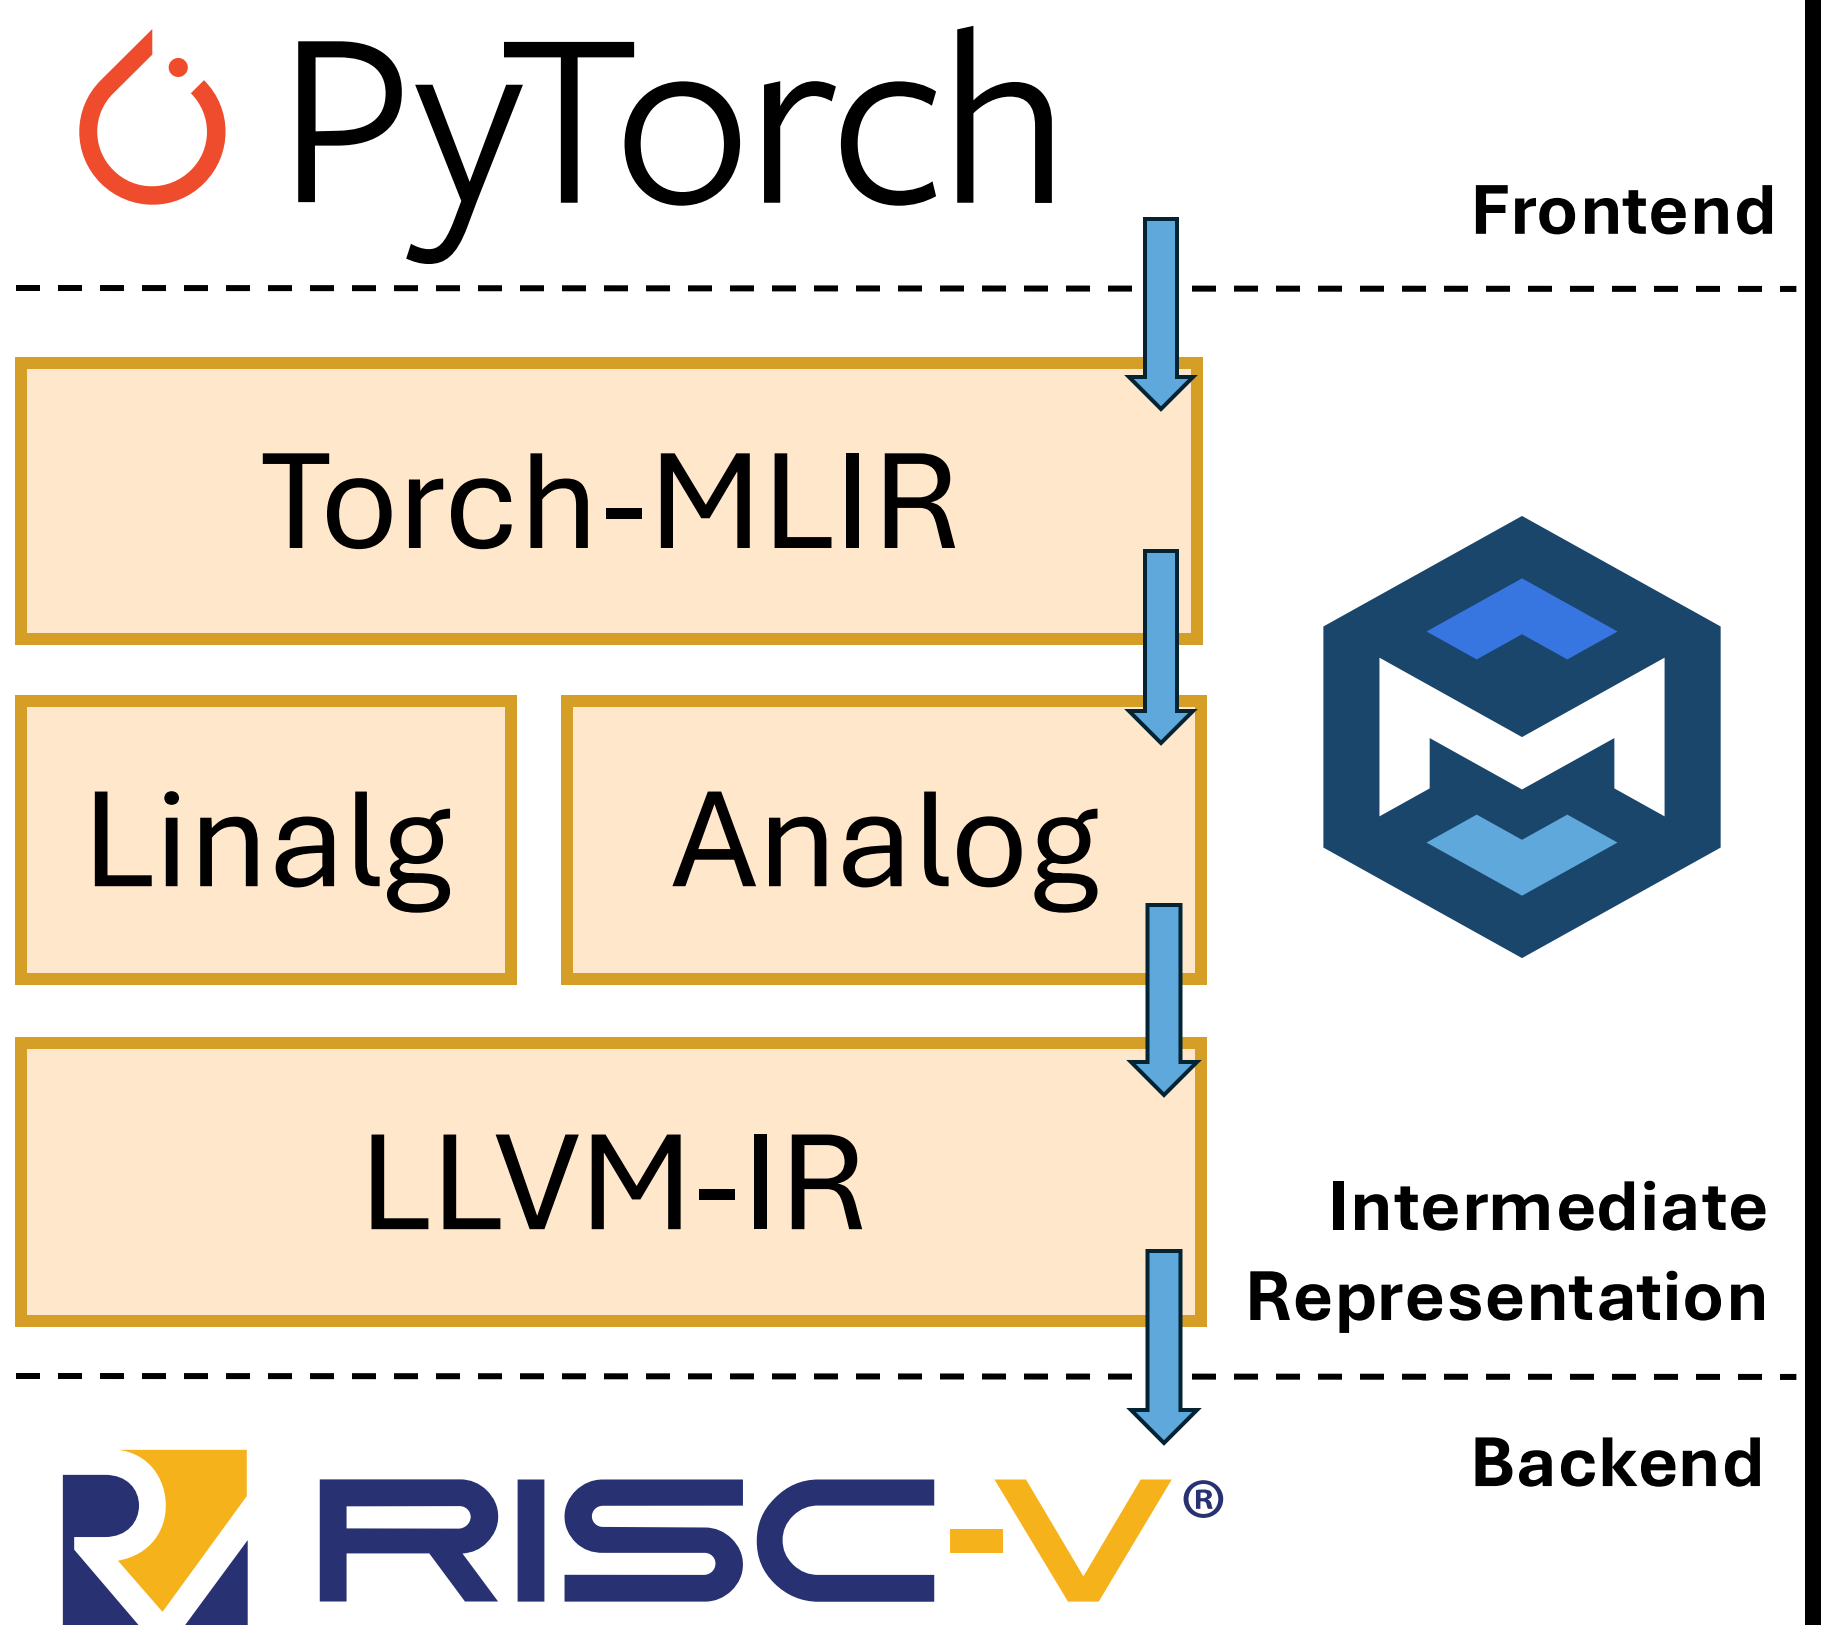 PyTorch
Frontend
Torch-MLIR
Linalg
Analog
LLVM-IR
Intermediate
Representation
Backend
RISC-V®